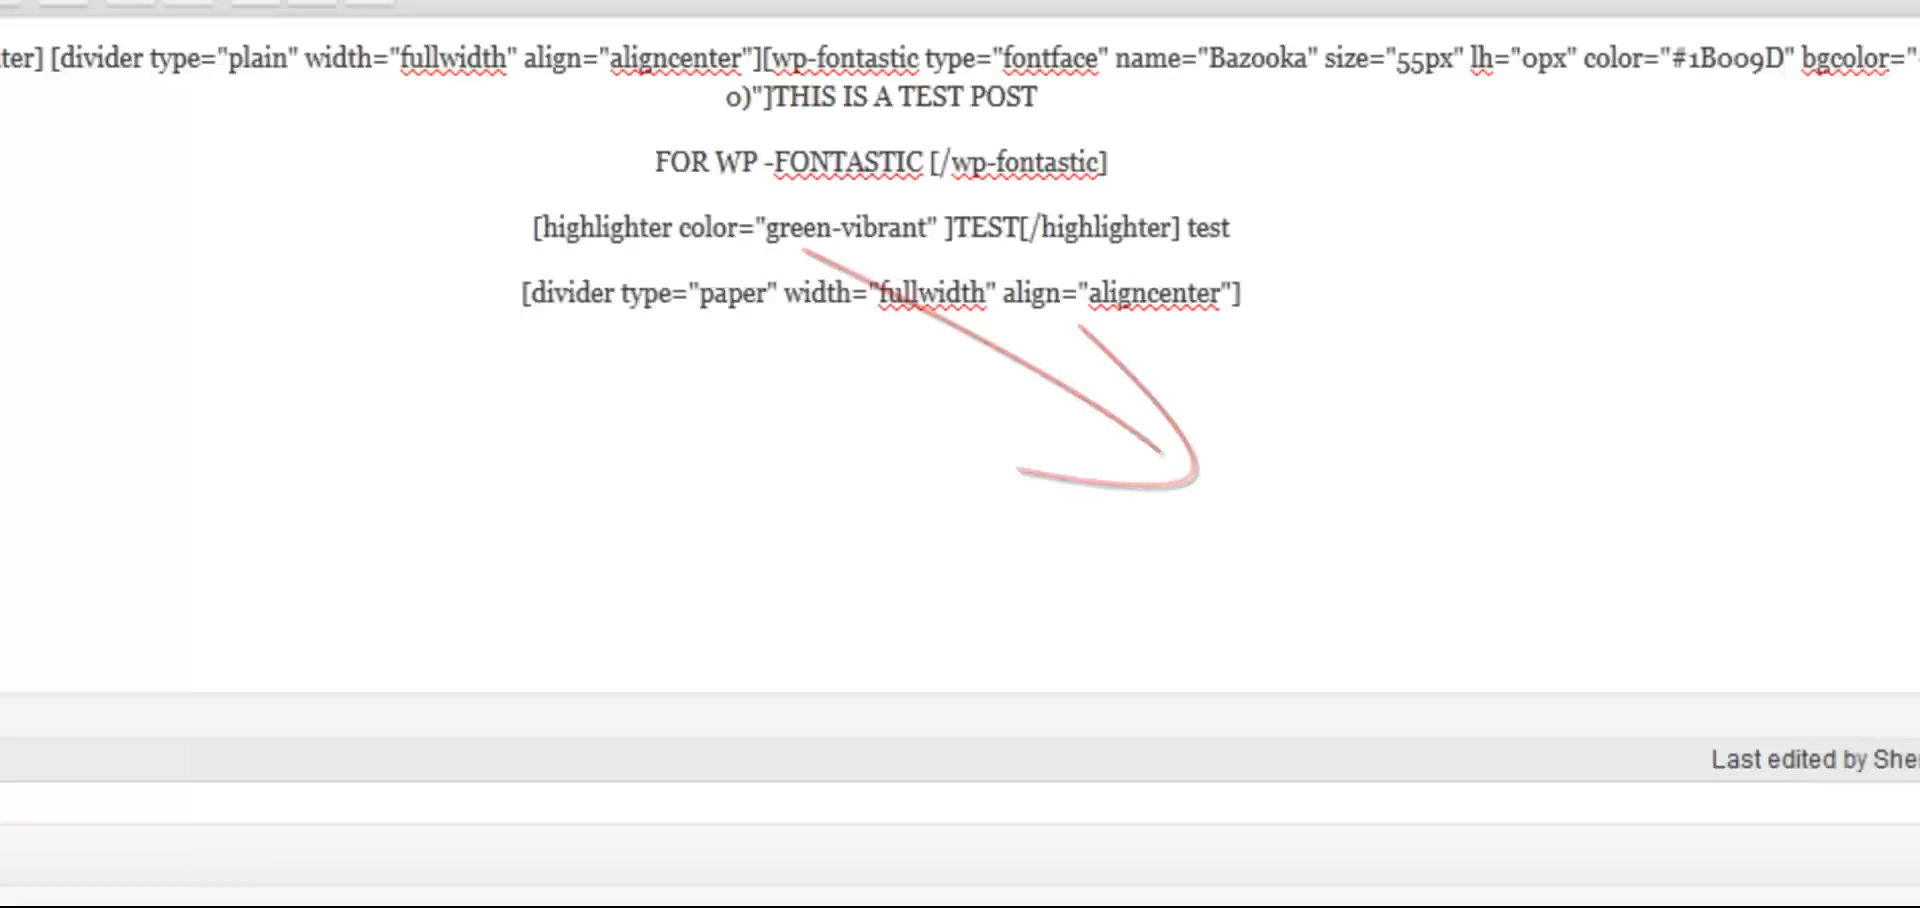 ter] [divider type="plain" width="fullwidth" align="aligncenter"][wp-fontastic type="fontface" name="Bazooka" size="55px" lh="0px" color="#1B009D" bgcolor="
0)"]THIS IS A TEST POST
FOR WP -FONTASTIC [/wp-fontastic]
[highlighter color="green-vibrant" ]TEST[/highlighter] test
[divider type="paper" width="fullwidth" align="aligncenter"]
Last edited by Sher